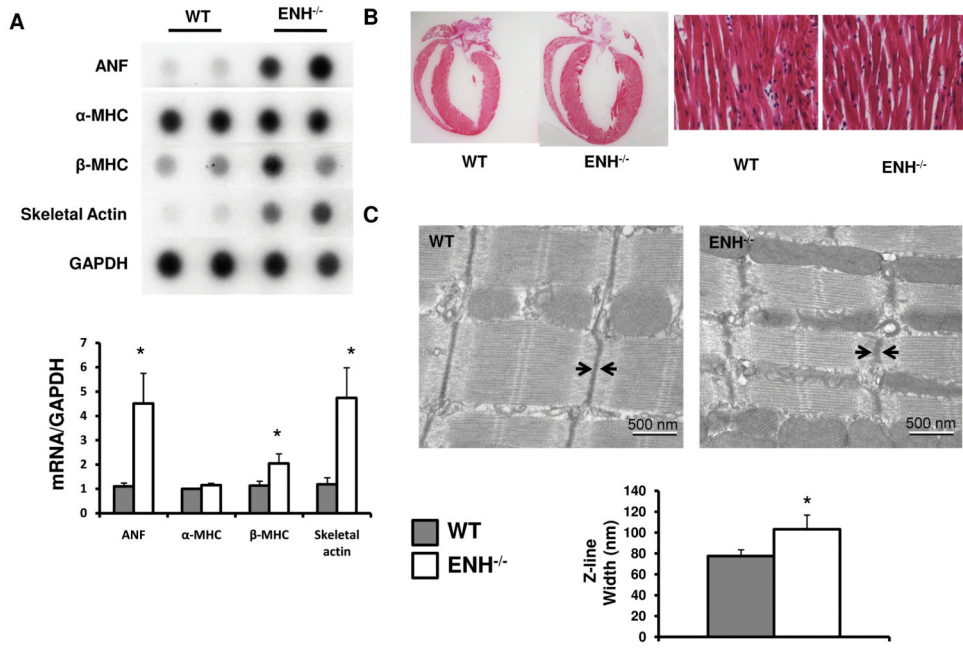 A
WT ENH-/-
ANF
α-MHC
β-MHC
Skeletal Actin
GAPDH
mRNA/GAPDH
7
6
5
4
3
2
1
0
* * *
ANF α-MHC β-MHC Skeletal
actin
B
WT ENH-/- WT ENH-/-
C
WT
500 nm
ENH-/-
500 nm
WT
ENH-/-
Z-line
Width (nm)
140
120
100
80
60
40
20
0
*